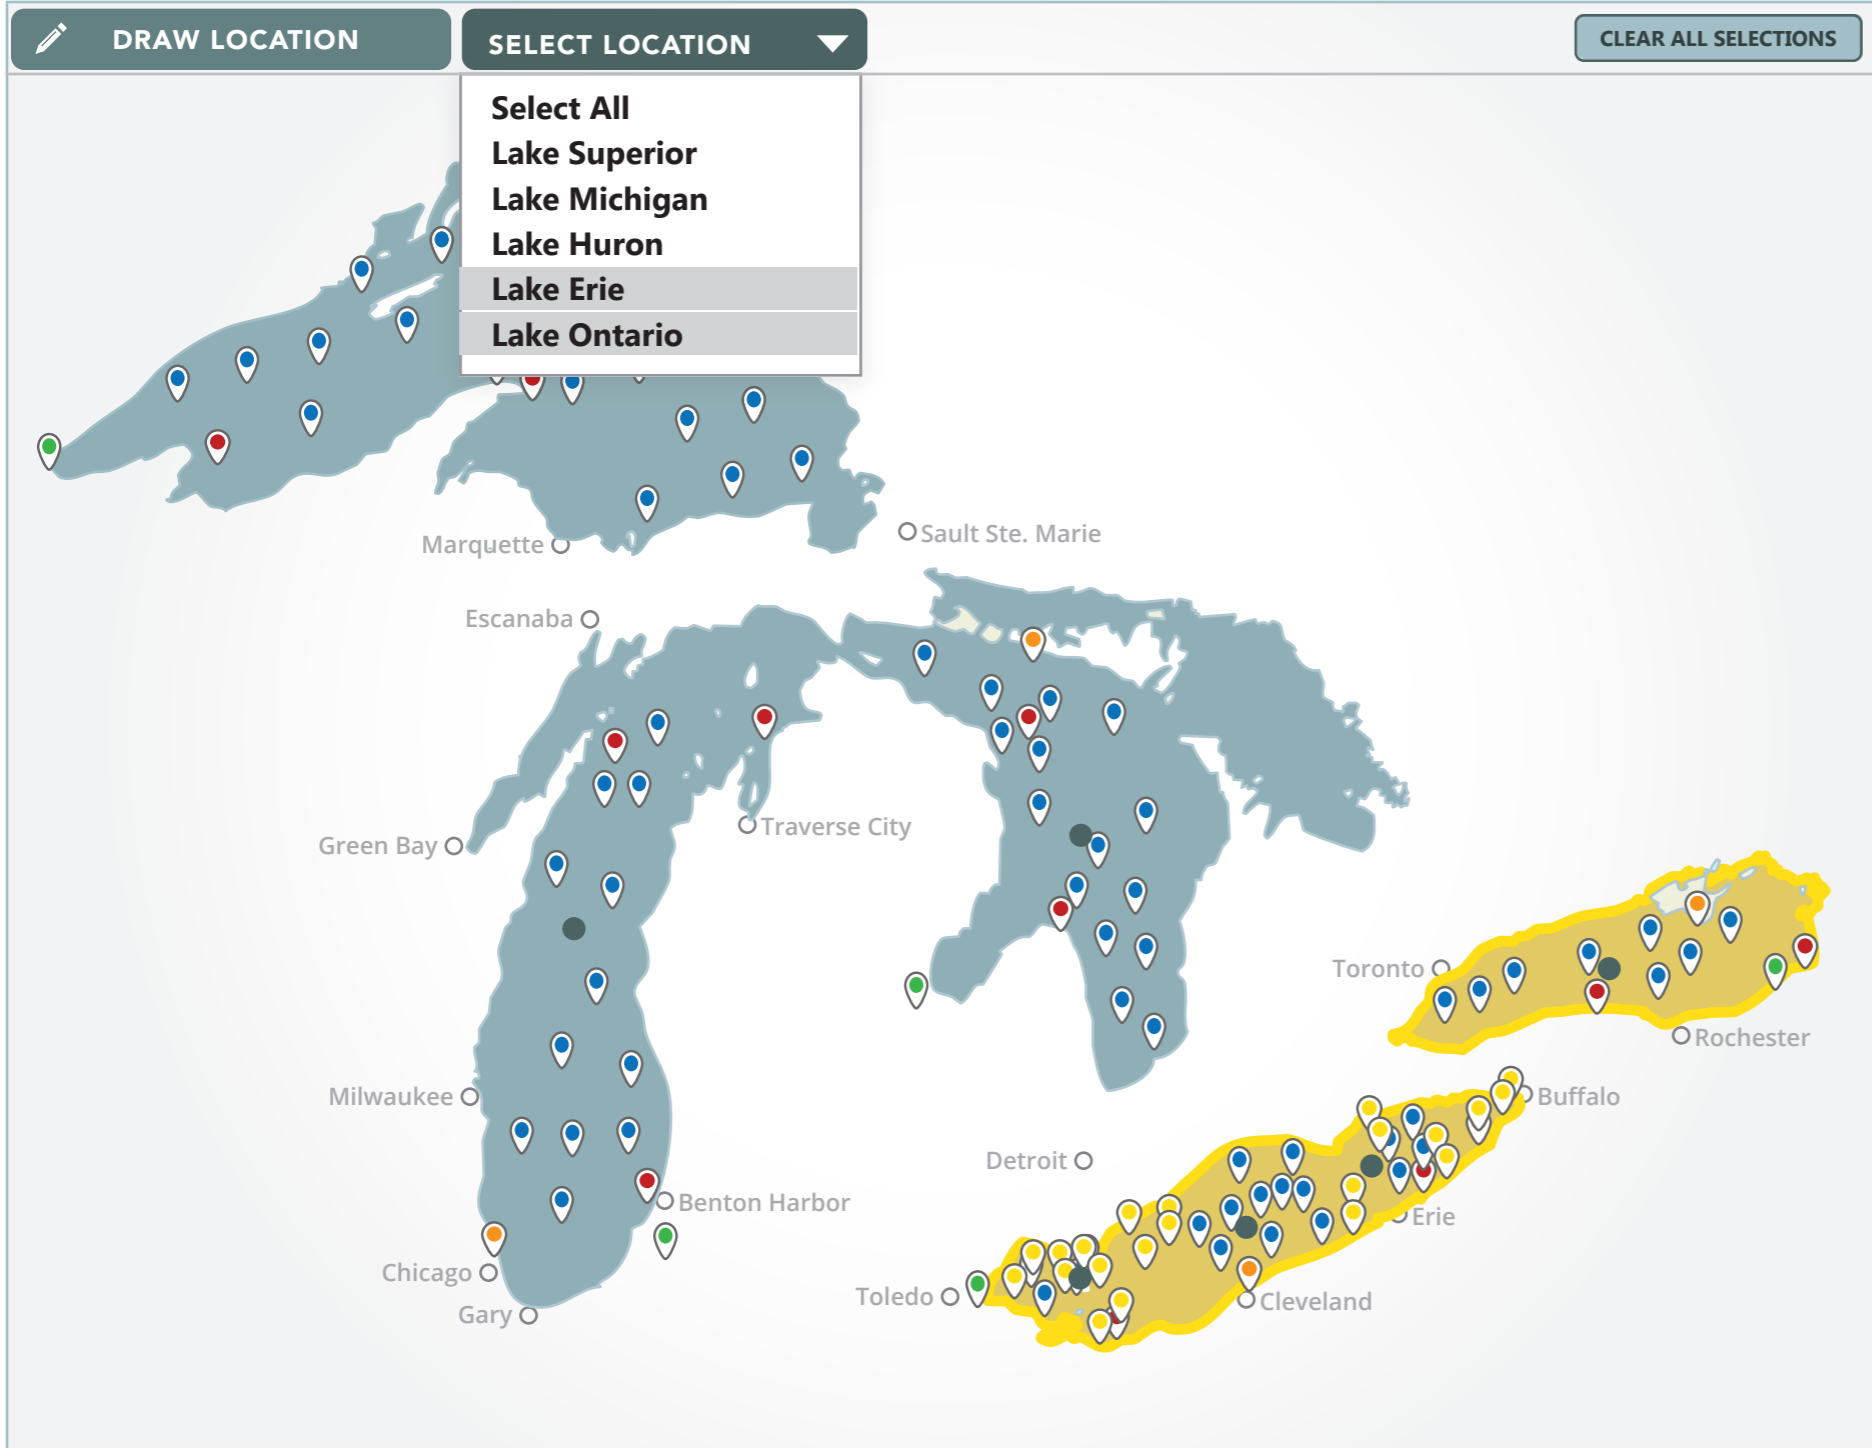 DRAW LOCATION
SELECT LOCATION
CLEAR ALL SELECTIONS
Select All
Lake Superior
Lake Michigan
Lake Huron
Lake Erie
Lake Ontario
Marquette
Sault Ste. Marie
Escanaba
Green Bay
Traverse City
Toronto
Rochester
Milwaukee
Buffalo
Detroit
Benton Harbor
Erie
Chicago
Toledo
Cleveland
Gary